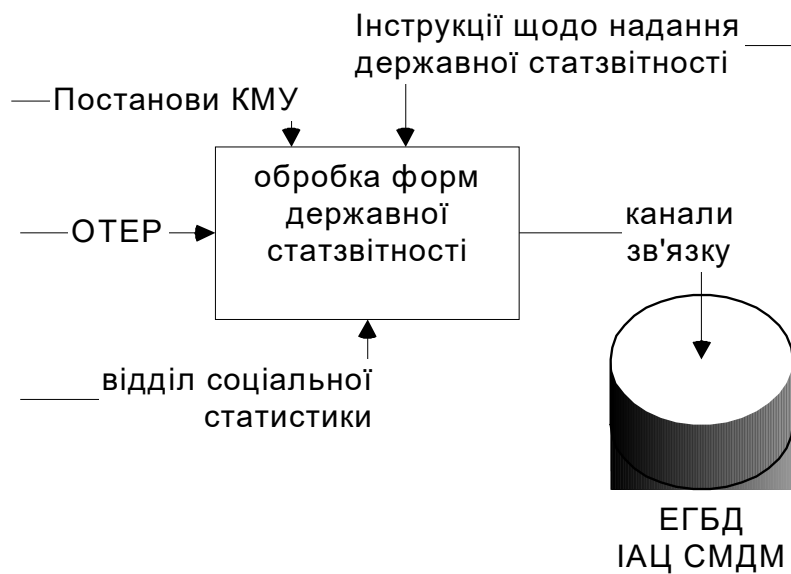 Інструкції щодо надання
державної статзвітності
Постанови КМУ
обробка форм
державної
статзвітності
ОТЕР
канали
зв'язку
відділ соціальної
статистики
ЕГБД
ІАЦ СМДМ